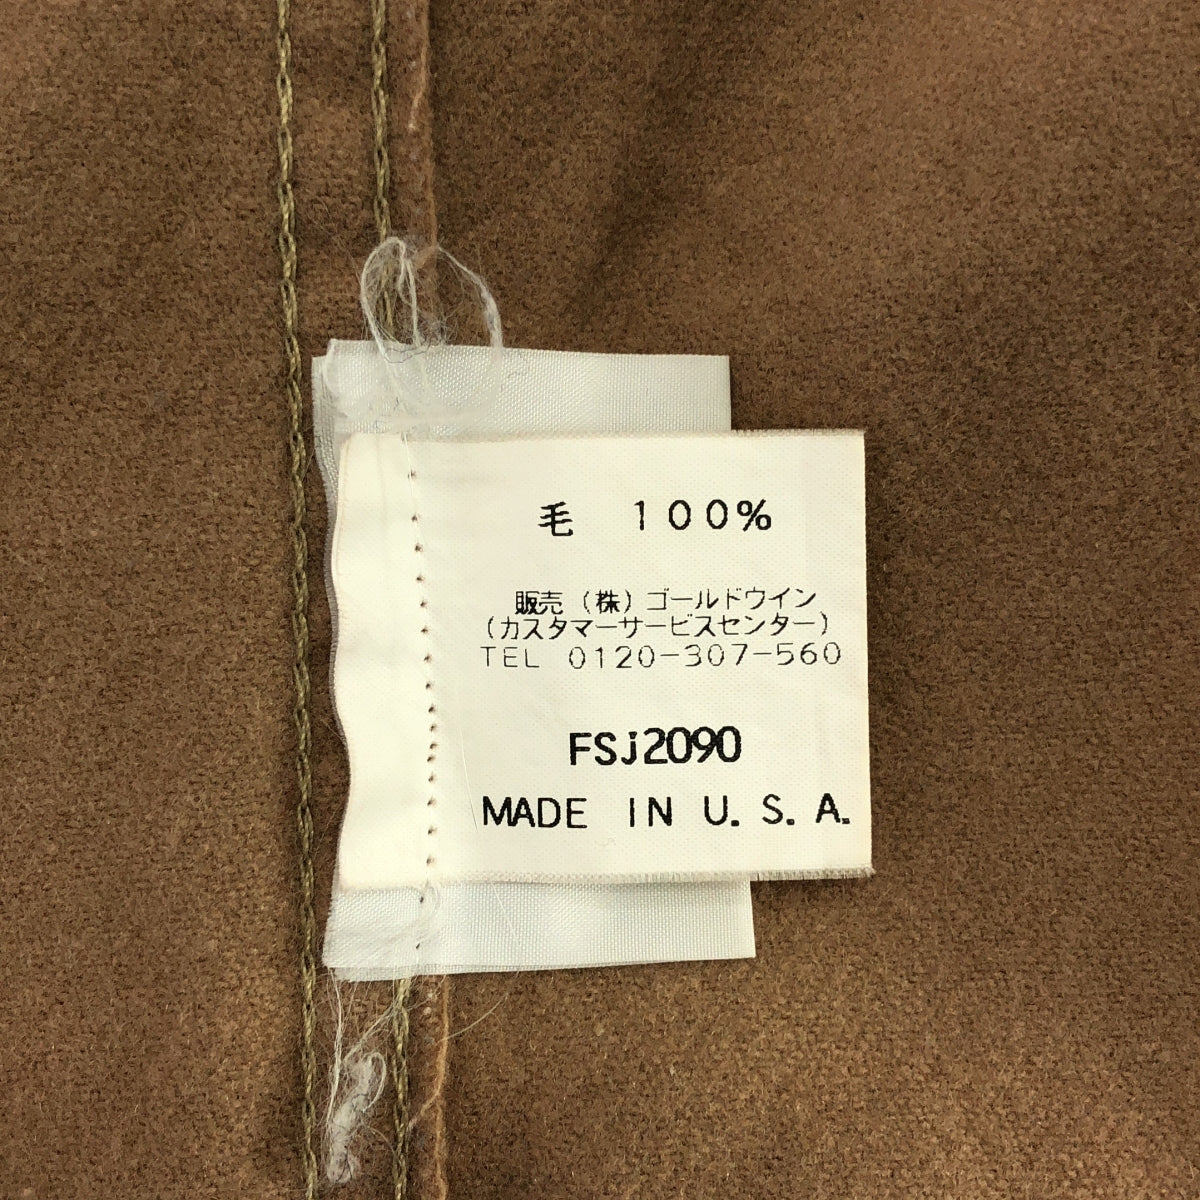 毛 100%
販売(株)ゴールドウイン
(カスタマーサービスセンター)
TEL 0120-307-560
FSj2090
MADE IN U.S.A.